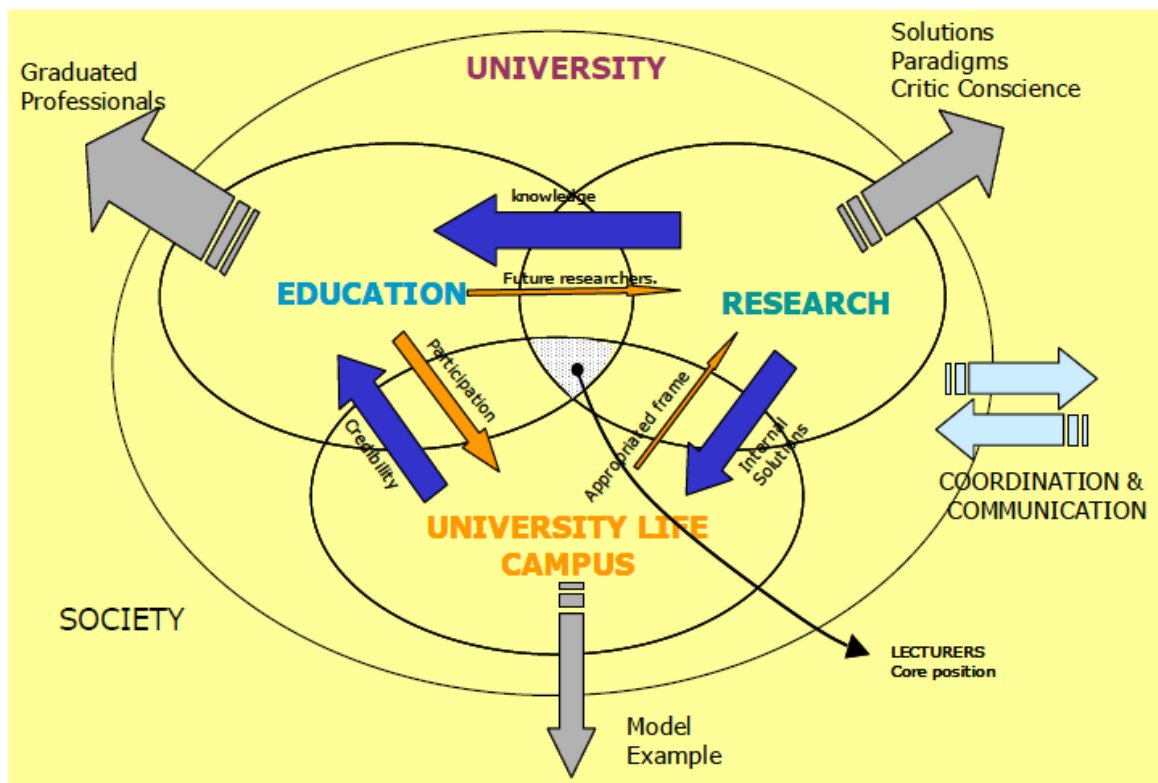 UNIVERSITY
Graduated
Professionals
Solutions
Paradigms
Critic Conscience
knowledge
Future researchers.
EDUCATION
RESEARCH
Participation
Credibility
Appropriated frame
Internal
Solutions
UNIVERSITY LIFE
CAMPUS
COORDINATION &
COMMUNICATION
SOCIETY
LECTURERS
Core position
Model
Example